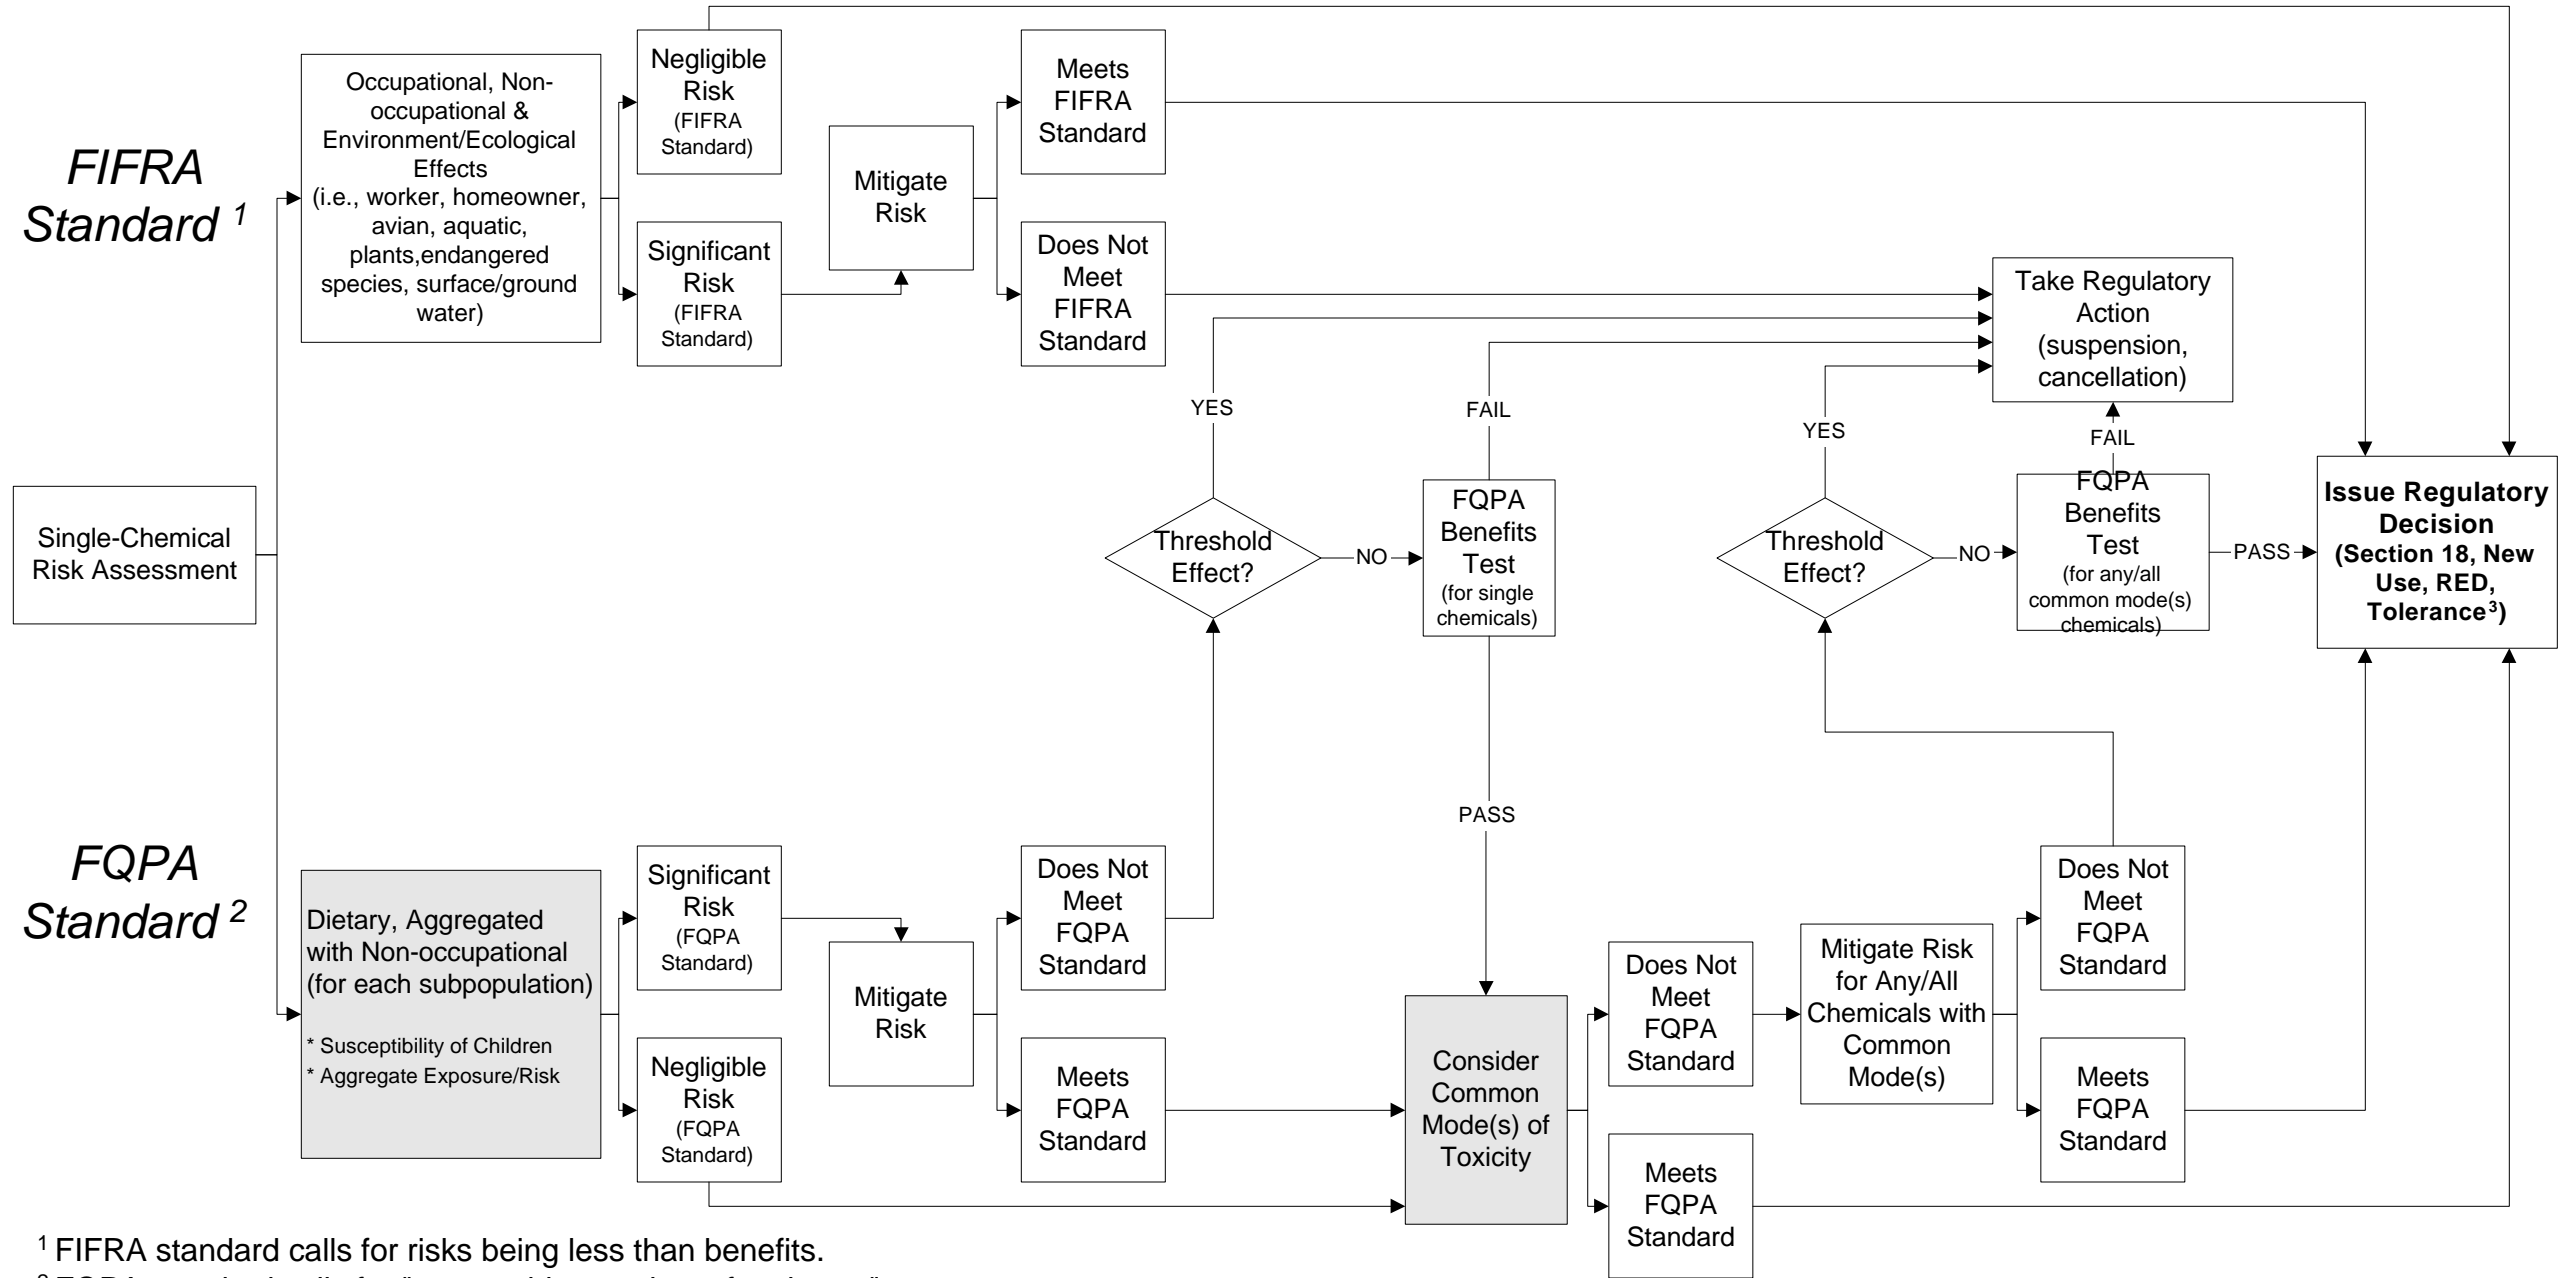 FIFRA
Standard 1
Occupational, Non-
occupational &
Environment/Ecological
Effects
(i.e., worker, homeowner,
avian, aquatic,
plants,endangered
species, surface/ground
water)
Negligible
Risk
(FIFRA
Standard)
Significant
Risk
(FIFRA
Standard)
Mitigate
Risk
Meets
FIFRA
Standard
Does Not
Meet
FIFRA
Standard
Take Regulatory
Action
(suspension,
cancellation)
YES
FAIL
YES
FAIL
Single-Chemical
Risk Assessment
Threshold
Effect?
NO
FQPA
Benefits
Test
(for single
chemicals)
Threshold
Effect?
NO
FQPA
Benefits
Test
(for any/all
common mode(s)
chemicals)
PASS
Issue Regulatory
Decision
(Section 18, New
Use, RED,
Tolerance3)
PASS
FQPA
Standard 2
Dietary, Aggregated
with Non-occupational
(for each subpopulation)
* Susceptibility of Children
* Aggregate Exposure/Risk
Significant
Risk
(FQPA
Standard)
Negligible
Risk
(FQPA
Standard)
Mitigate
Risk
Does Not
Meet
FQPA
Standard
Meets
FQPA
Standard
Consider
Common
Mode(s) of
Toxicity
Does Not
Meet
FQPA
Standard
Meets
FQPA
Standard
Mitigate Risk
for Any/All
Chemicals with
Common
Mode(s)
Does Not
Meet
FQPA
Standard
Meets
FQPA
Standard
1 FIFRA standard calls for risks being less than benefits.